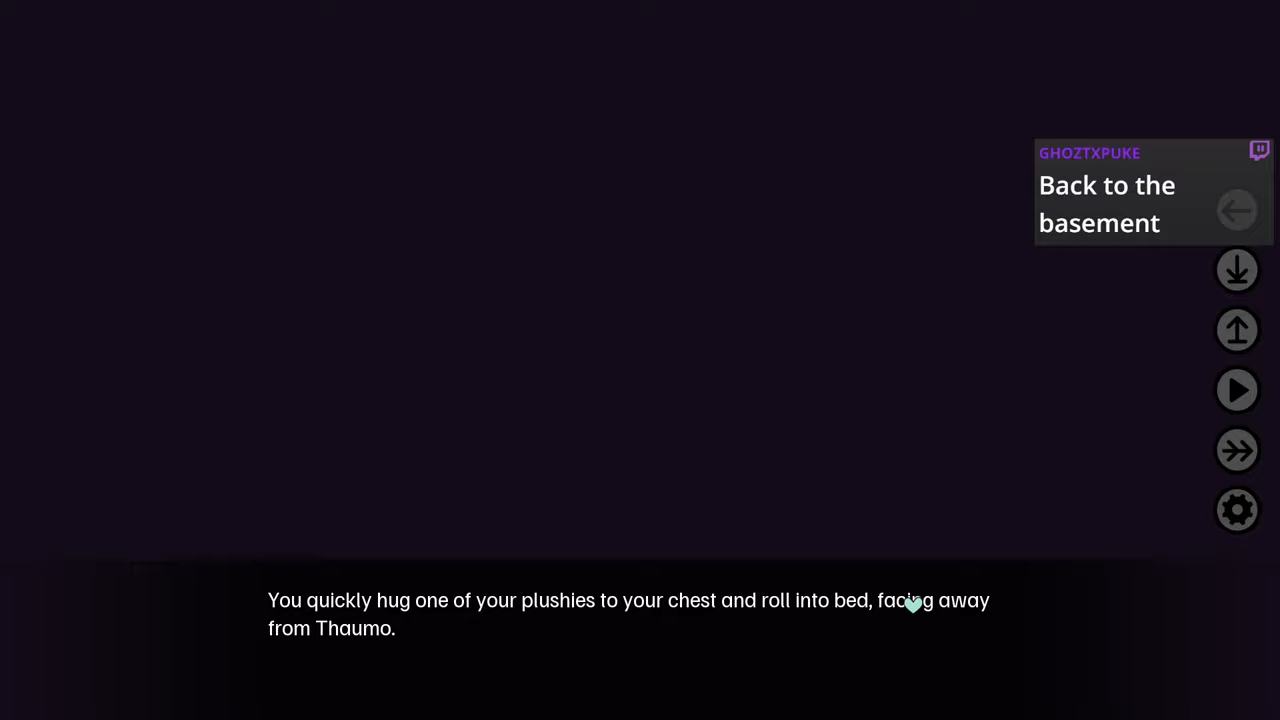 GHOZTXPUKE
Back to the
basement
You quickly hug one of your plushies to your chest and roll into bed, facing away
from Thaumo.